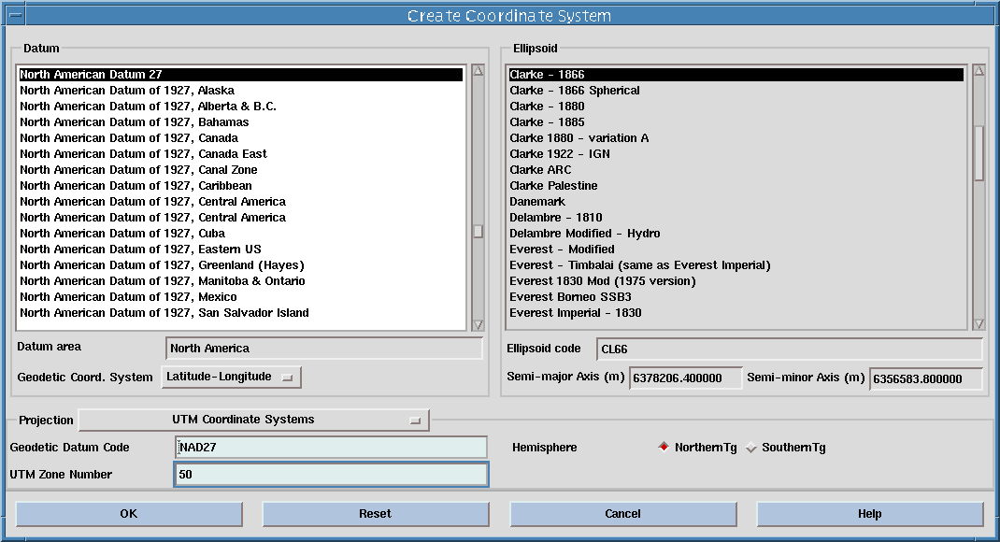 Create Coordinate System
Datum
North American Datum 27
North American Datum of 1927, Alaska
North American Datum of 1927, Alberta & B.C.
North American Datum of 1927, Bahamas
North American Datum of 1927, Canada
North American Datum of 1927, Canada East
North American Datum of 1927, Canal Zone
North American Datum of 1927, Caribbean
North American Datum of 1927, Central America
North American Datum of 1927, Central America
North American Datum of 1927, Cuba
North American Datum of 1927, Eastern US
North American Datum of 1927, Greenland (Hayes)
North American Datum of 1927, Manitoba & Ontario
North American Datum of 1927, Mexico
North American Datum of 1927, San Salvador Island
Datum area North America
Geodetic Coord. System Latitude-Longitude
Ellipsoid
Clarke - 1866
Clarke - 1866 Spherical
Clarke - 1880
Clarke - 1885
Clarke 1880 - variation A
Clarke 1922 - IGN
Clarke ARC
Clarke Palestine
Danemark
Delambre - 1810
Delambre Modified - Hydro
Everest - Modified
Everest - Timbalai (same as Everest Imperial)
Everest 1830 Mod (1975 version)
Everest Borneo SSB3
Everest Imperial - 1830
Ellipsoid code CL66
Semi-major Axis (m) 6378206.400000 Semi-minor Axis (m) 6356583.800000
Projection UTM Coordinate Systems
Geodetic Datum Code NAD27 Hemisphere NorthernTg SouthernTg
UTM Zone Number 50
OK Reset Cancel Help